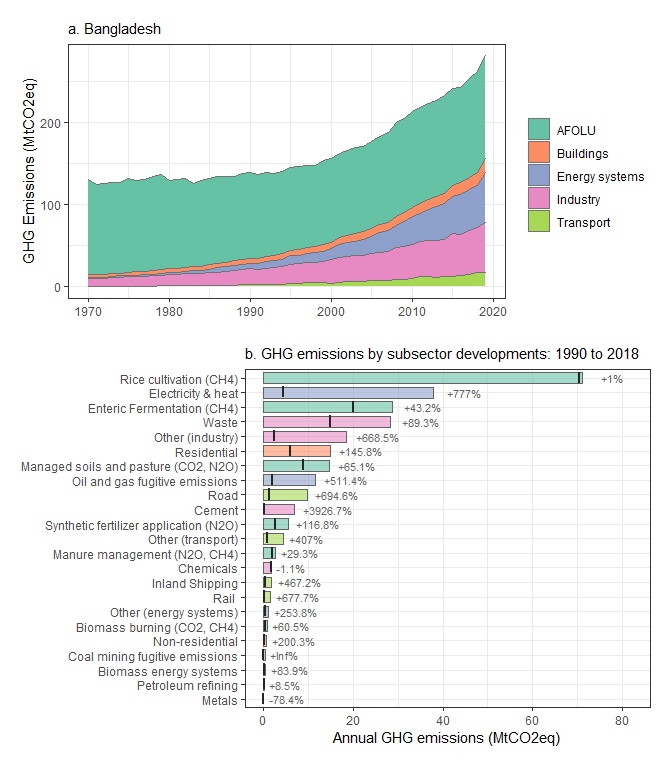 a. Bangladesh
GHG Emissions (MtCO2eq)
200
100
0
1970 1980 1990 2000 2010 2020
AFOLU
Buildings
Energy systems
Industry
Transport
b. GHG emissions by subsector developments: 1990 to 2018
Rice cultivation (CH4) +1%
Electricity & heat +777%
Enteric Fermentation (CH4) +43.2%
Waste +89.3%
Other (industry) +668.5%
Residential +145.8%
Managed soils and pasture (CO2, N2O) +65.1%
Oil and gas fugitive emissions +511.4%
Road +694.6%
Cement +3926.7%
Synthetic fertilizer application (N2O) +116.8%
Other (transport) +407%
Manure management (N2O, CH4) +29.3%
Chemicals -1.1%
Inland Shipping +467.2%
Rail +677.7%
Other (energy systems) +253.8%
Biomass burning (CO2, CH4) +60.5%
Non-residential +200.3%
Coal mining fugitive emissions +Inf%
Biomass energy systems +83.9%
Petroleum refining +8.5%
Metals -78.4%
0 20 40 60 80
Annual GHG emissions (MtCO2eq)